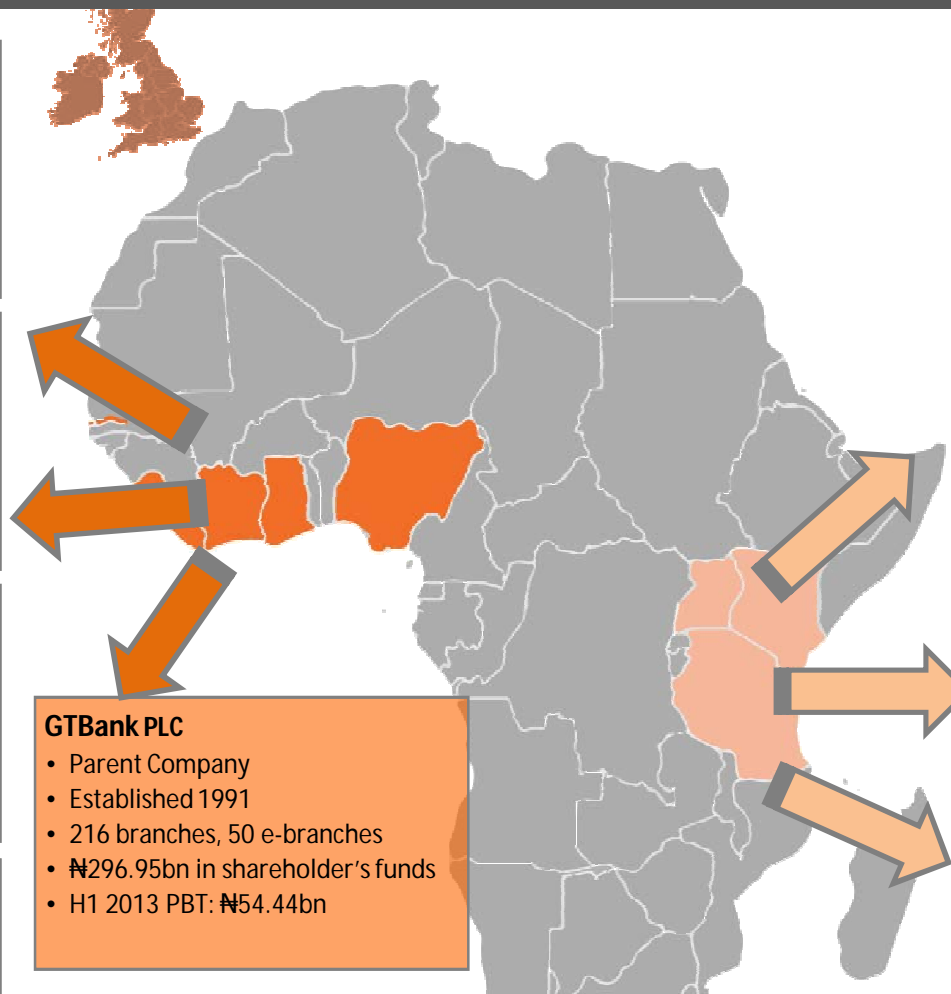 GTBank PLC
• Parent Company
• Established 1991
• 216 branches, 50 e-branches
• ₦296.95bn in shareholder's funds
• H1 2013 PBT: ₦54.44bn